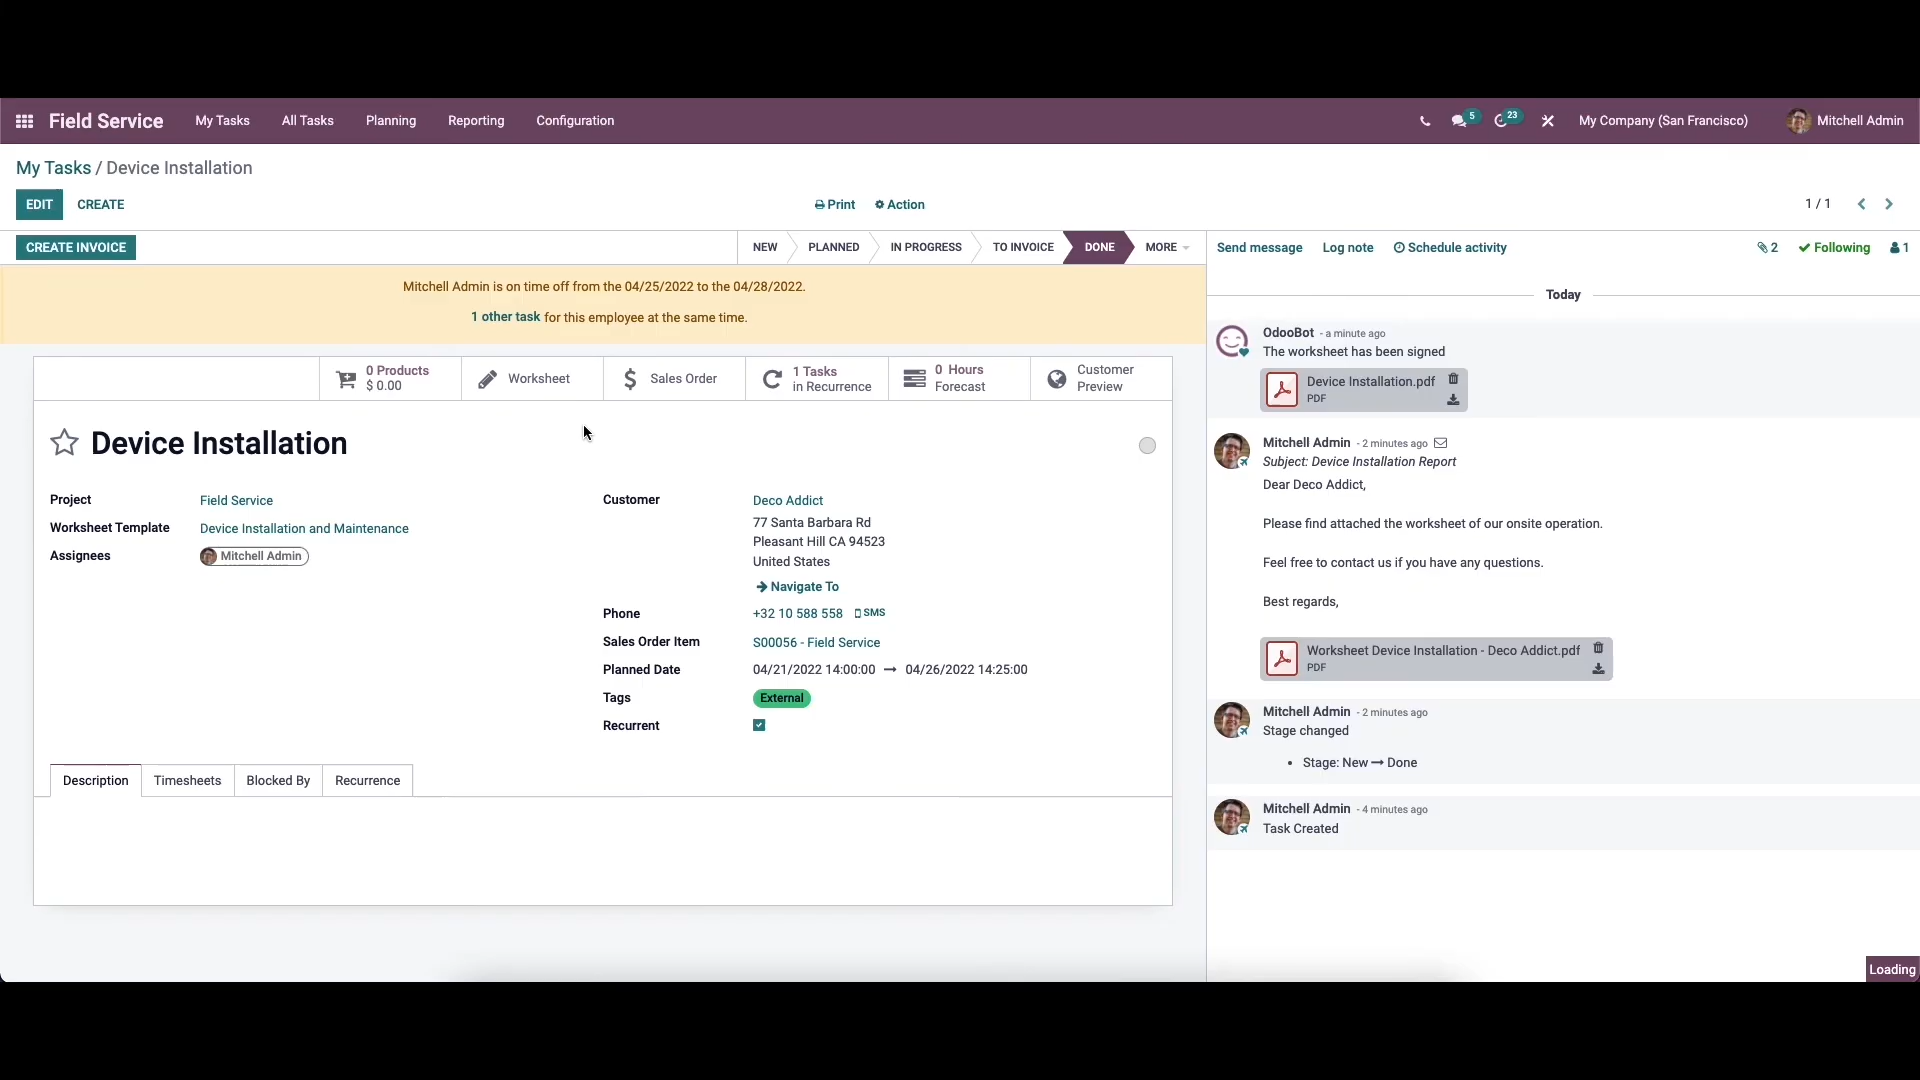 Field Service My Tasks All Tasks Planning Reporting Configuration 5 23 My Company (San Francisco) Mitchell Admin
My Tasks / Device Installation
EDIT CREATE Print Action 1 / 1
CREATE INVOICE NEW PLANNED IN PROGRESS TO INVOICE DONE MORE
Mitchell Admin is on time off from the 04/25/2022 to the 04/28/2022.
1 other task for this employee at the same time.
0 Products
$ 0.00
Worksheet
Sales Order
1 Tasks
in Recurrence
0 Hours
Forecast
Customer
Preview
Device Installation
Project Field Service
Worksheet Template Device Installation and Maintenance
Assignees Mitchell Admin
Customer Deco Addict
77 Santa Barbara Rd
Pleasant Hill CA 94523
United States
Navigate To
Phone +32 10 588 558 SMS
Sales Order Item S00056 - Field Service
Planned Date 04/21/2022 14:00:00 → 04/26/2022 14:25:00
Tags External
Recurrent
Description Timesheets Blocked By Recurrence
Send message Log note Schedule activity 2 Following 1
Today
OdooBot - a minute ago
The worksheet has been signed
Device Installation.pdf
PDF
Mitchell Admin - 2 minutes ago
Subject: Device Installation Report
Dear Deco Addict,
Please find attached the worksheet of our onsite operation.
Feel free to contact us if you have any questions.
Best regards,
Worksheet Device Installation - Deco Addict.pdf
PDF
Mitchell Admin - 2 minutes ago
Stage changed
• Stage: New → Done
Mitchell Admin - 4 minutes ago
Task Created
Loading